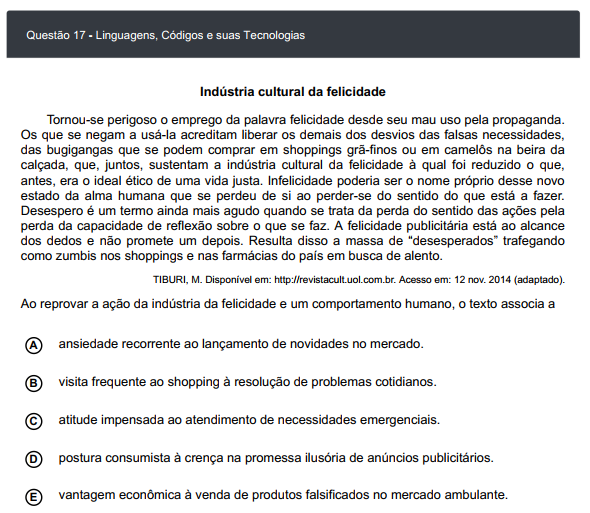 Questão 17 - Linguagens, Códigos e suas Tecnologias
Indústria cultural da felicidade
Tornou-se perigoso o emprego da palavra felicidade desde seu mau uso pela propaganda.
Os que se negam a usá-la acreditam liberar os demais dos desvios das falsas necessidades,
das bugigangas que se podem comprar em shoppings grã-finos ou em camelôs na beira da
calçada, que, juntos, sustentam a indústria cultural da felicidade à qual foi reduzido o que,
antes, era o ideal ético de uma vida justa. Infelicidade poderia ser o nome próprio desse novo
estado da alma humana que se perdeu de si ao perder-se do sentido do que está a fazer.
Desespero é um termo ainda mais agudo quando se trata da perda do sentido das ações pela
perda da capacidade de reflexão sobre o que se faz. A felicidade publicitária está ao alcance
dos dedos e não promete um depois. Resulta disso a massa de “desesperados” trafegando
como zumbis nos shoppings e nas farmácias do país em busca de alento.
TIBURI, M. Disponível em: http://revistacult.uol.com.br. Acesso em: 12 nov. 2014 (adaptado).
Ao reprovar a ação da indústria da felicidade e um comportamento humano, o texto associa a
A ansiedade recorrente ao lançamento de novidades no mercado.
B visita frequente ao shopping à resolução de problemas cotidianos.
C atitude impensada ao atendimento de necessidades emergenciais.
D postura consumista à crença na promessa ilusória de anúncios publicitários.
E vantagem econômica à venda de produtos falsificados no mercado ambulante.